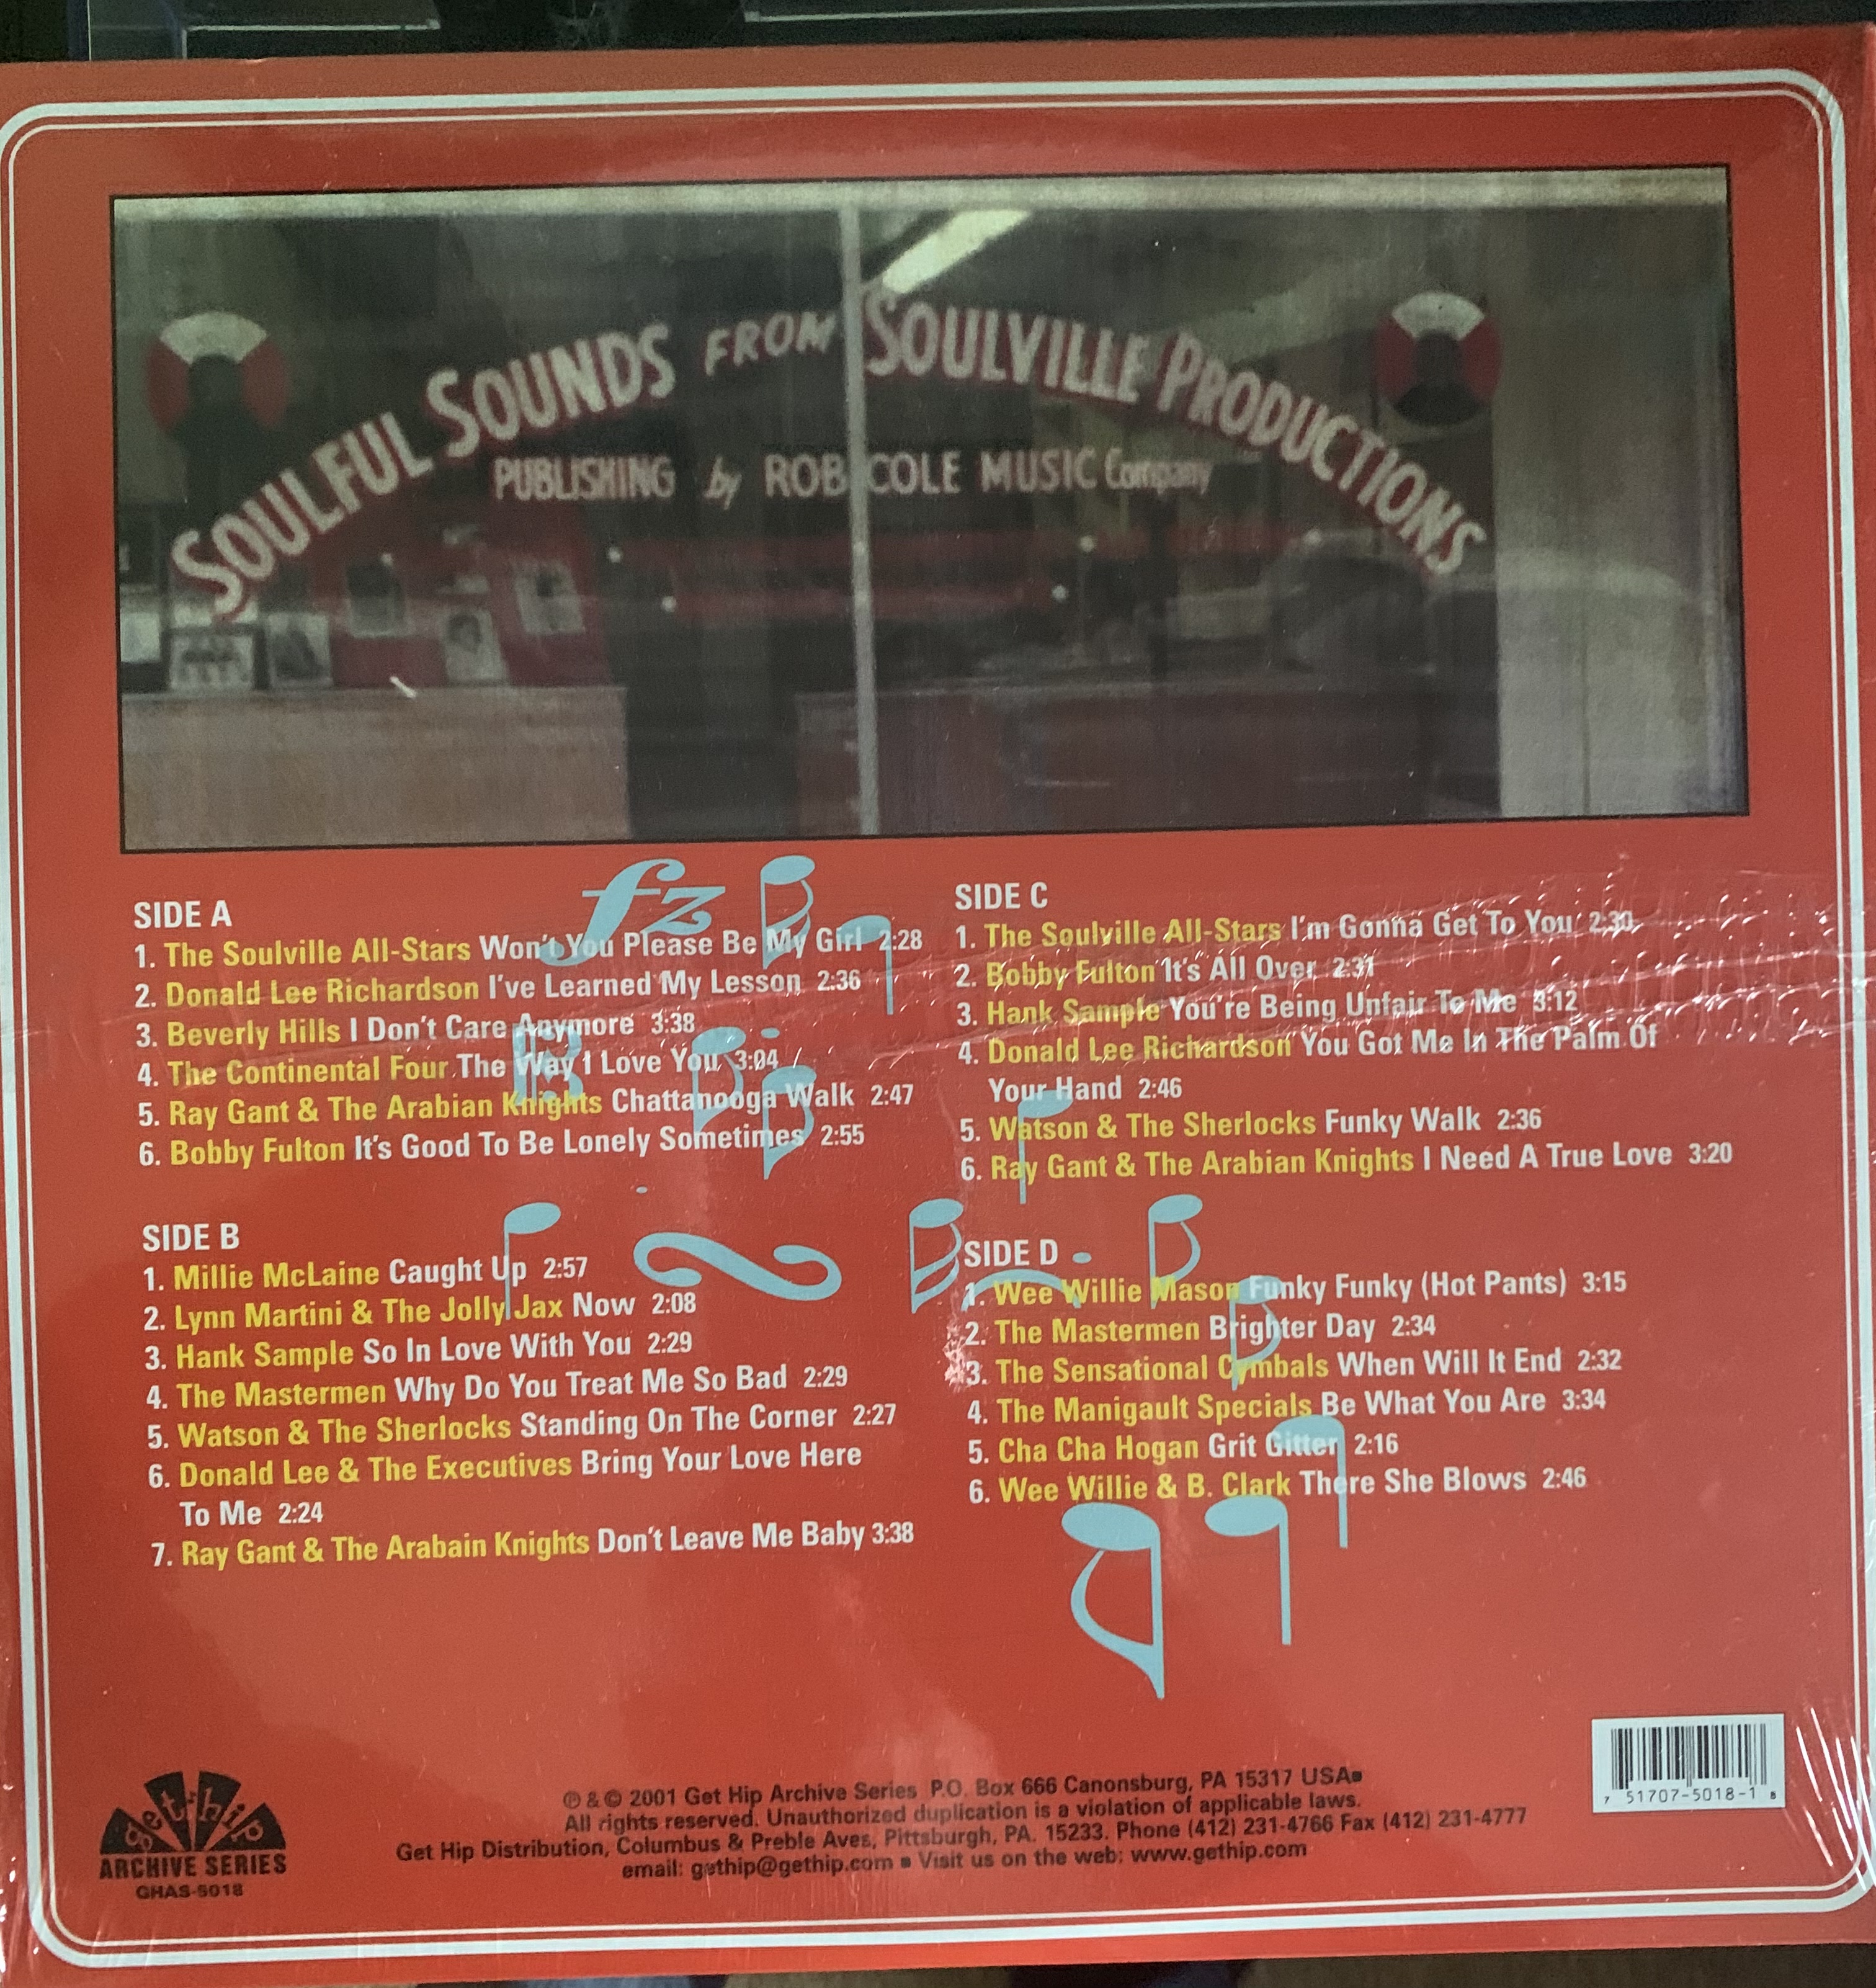 SOULFUL SOUNDS FROM SOULVILLE PRODUCTIONS
PUBLISHING by ROB COLE MUSIC Company
SIDE A
1. The Soulville All-Stars Won't You Please Be My Girl 2:28
2. Donald Lee Richardson I've Learned My Lesson 2:36
3. Beverly Hills I Don't Care Anymore 3:38
4. The Continental Four The Way I Love You 3:04
5. Ray Gant & The Arabian Knights Chattanooga Walk 2:47
6. Bobby Fulton It's Good To Be Lonely Sometimes 2:55
SIDE B
1. Millie McLaine Caught Up 2:57
2. Lynn Martini & The Jolly Jax Now 2:08
3. Hank Sample So In Love With You 2:29
4. The Mastermen Why Do You Treat Me So Bad 2:29
5. Watson & The Sherlocks Standing On The Corner 2:27
6. Donald Lee & The Executives Bring Your Love Here
To Me 2:24
7. Ray Gant & The Arabain Knights Don't Leave Me Baby 3:38
SIDE C
1. The Soulville All-Stars I'm Gonna Get To You 2:30
2. Bobby Fulton It's All Over 2:31
3. Hank Sample You're Being Unfair To Me 3:12
4. Donald Lee Richardson You Got Me In The Palm Of
Your Hand 2:46
5. Watson & The Sherlocks Funky Walk 2:36
6. Ray Gant & The Arabian Knights I Need A True Love 3:20
SIDE D
1. Wee Willie Mason Funky Funky (Hot Pants) 3:15
2. The Mastermen Brighter Day 2:34
3. The Sensational Cymbals When Will It End 2:32
4. The Manigault Specials Be What You Are 3:34
5. Cha Cha Hogan Grit Gitter 2:16
6. Wee Willie & B. Clark There She Blows 2:46
fz
get hip
ARCHIVE SERIES
GHAS-5018
℗ & © 2001 Get Hip Archive Series P.O. Box 666 Canonsburg, PA 15317 USA■
All rights reserved. Unauthorized duplication is a violation of applicable laws.
Get Hip Distribution, Columbus & Preble Aves, Pittsburgh, PA. 15233. Phone (412) 231-4766 Fax (412) 231-4777
email: gethip@gethip.com ■ Visit us on the web: www.gethip.com
7 51707-5018-1 8